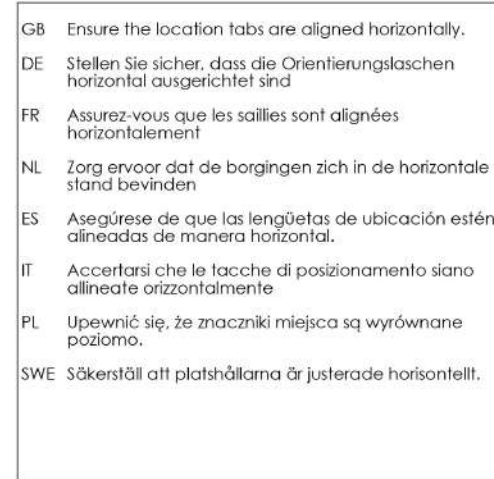 GB Ensure the location tabs are aligned horizontally.
DE Stellen Sie sicher, dass die Orientierungslaschen
horizontal ausgerichtet sind
FR Assurez-vous que les saillies sont alignées
horizontalement
NL Zorg ervoor dat de borgingen zich in de horizontale
stand bevinden
ES Asegúrese de que las lengüetas de ubicación estén
alineadas de manera horizontal.
IT Accertarsi che le tacche di posizionamento siano
allineate orizzontalmente
PL Upewnić się, że znaczniki miejsca są wyrównane
poziomo.
SWE Säkerställ att platshållarna är justerade horisontellt.